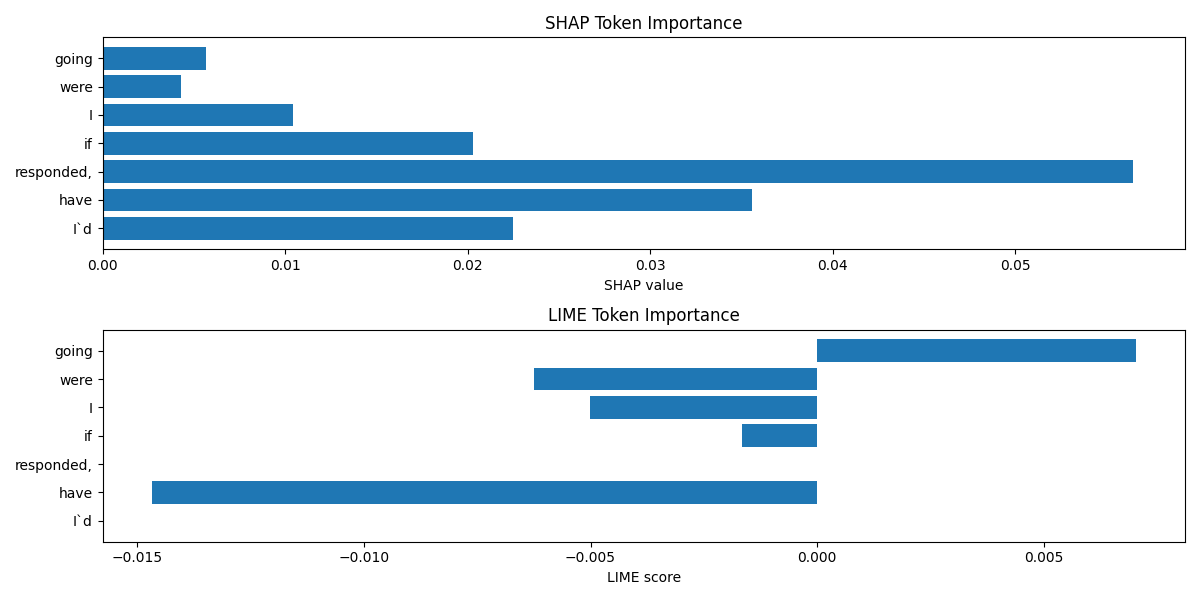 SHAP Token Importance
going
were
I
if
responded,
have
I`d
0.00 0.01 0.02 0.03 0.04 0.05
SHAP value
LIME Token Importance
going
were
I
if
responded,
have
I`d
−0.015 −0.010 −0.005 0.000 0.005
LIME score